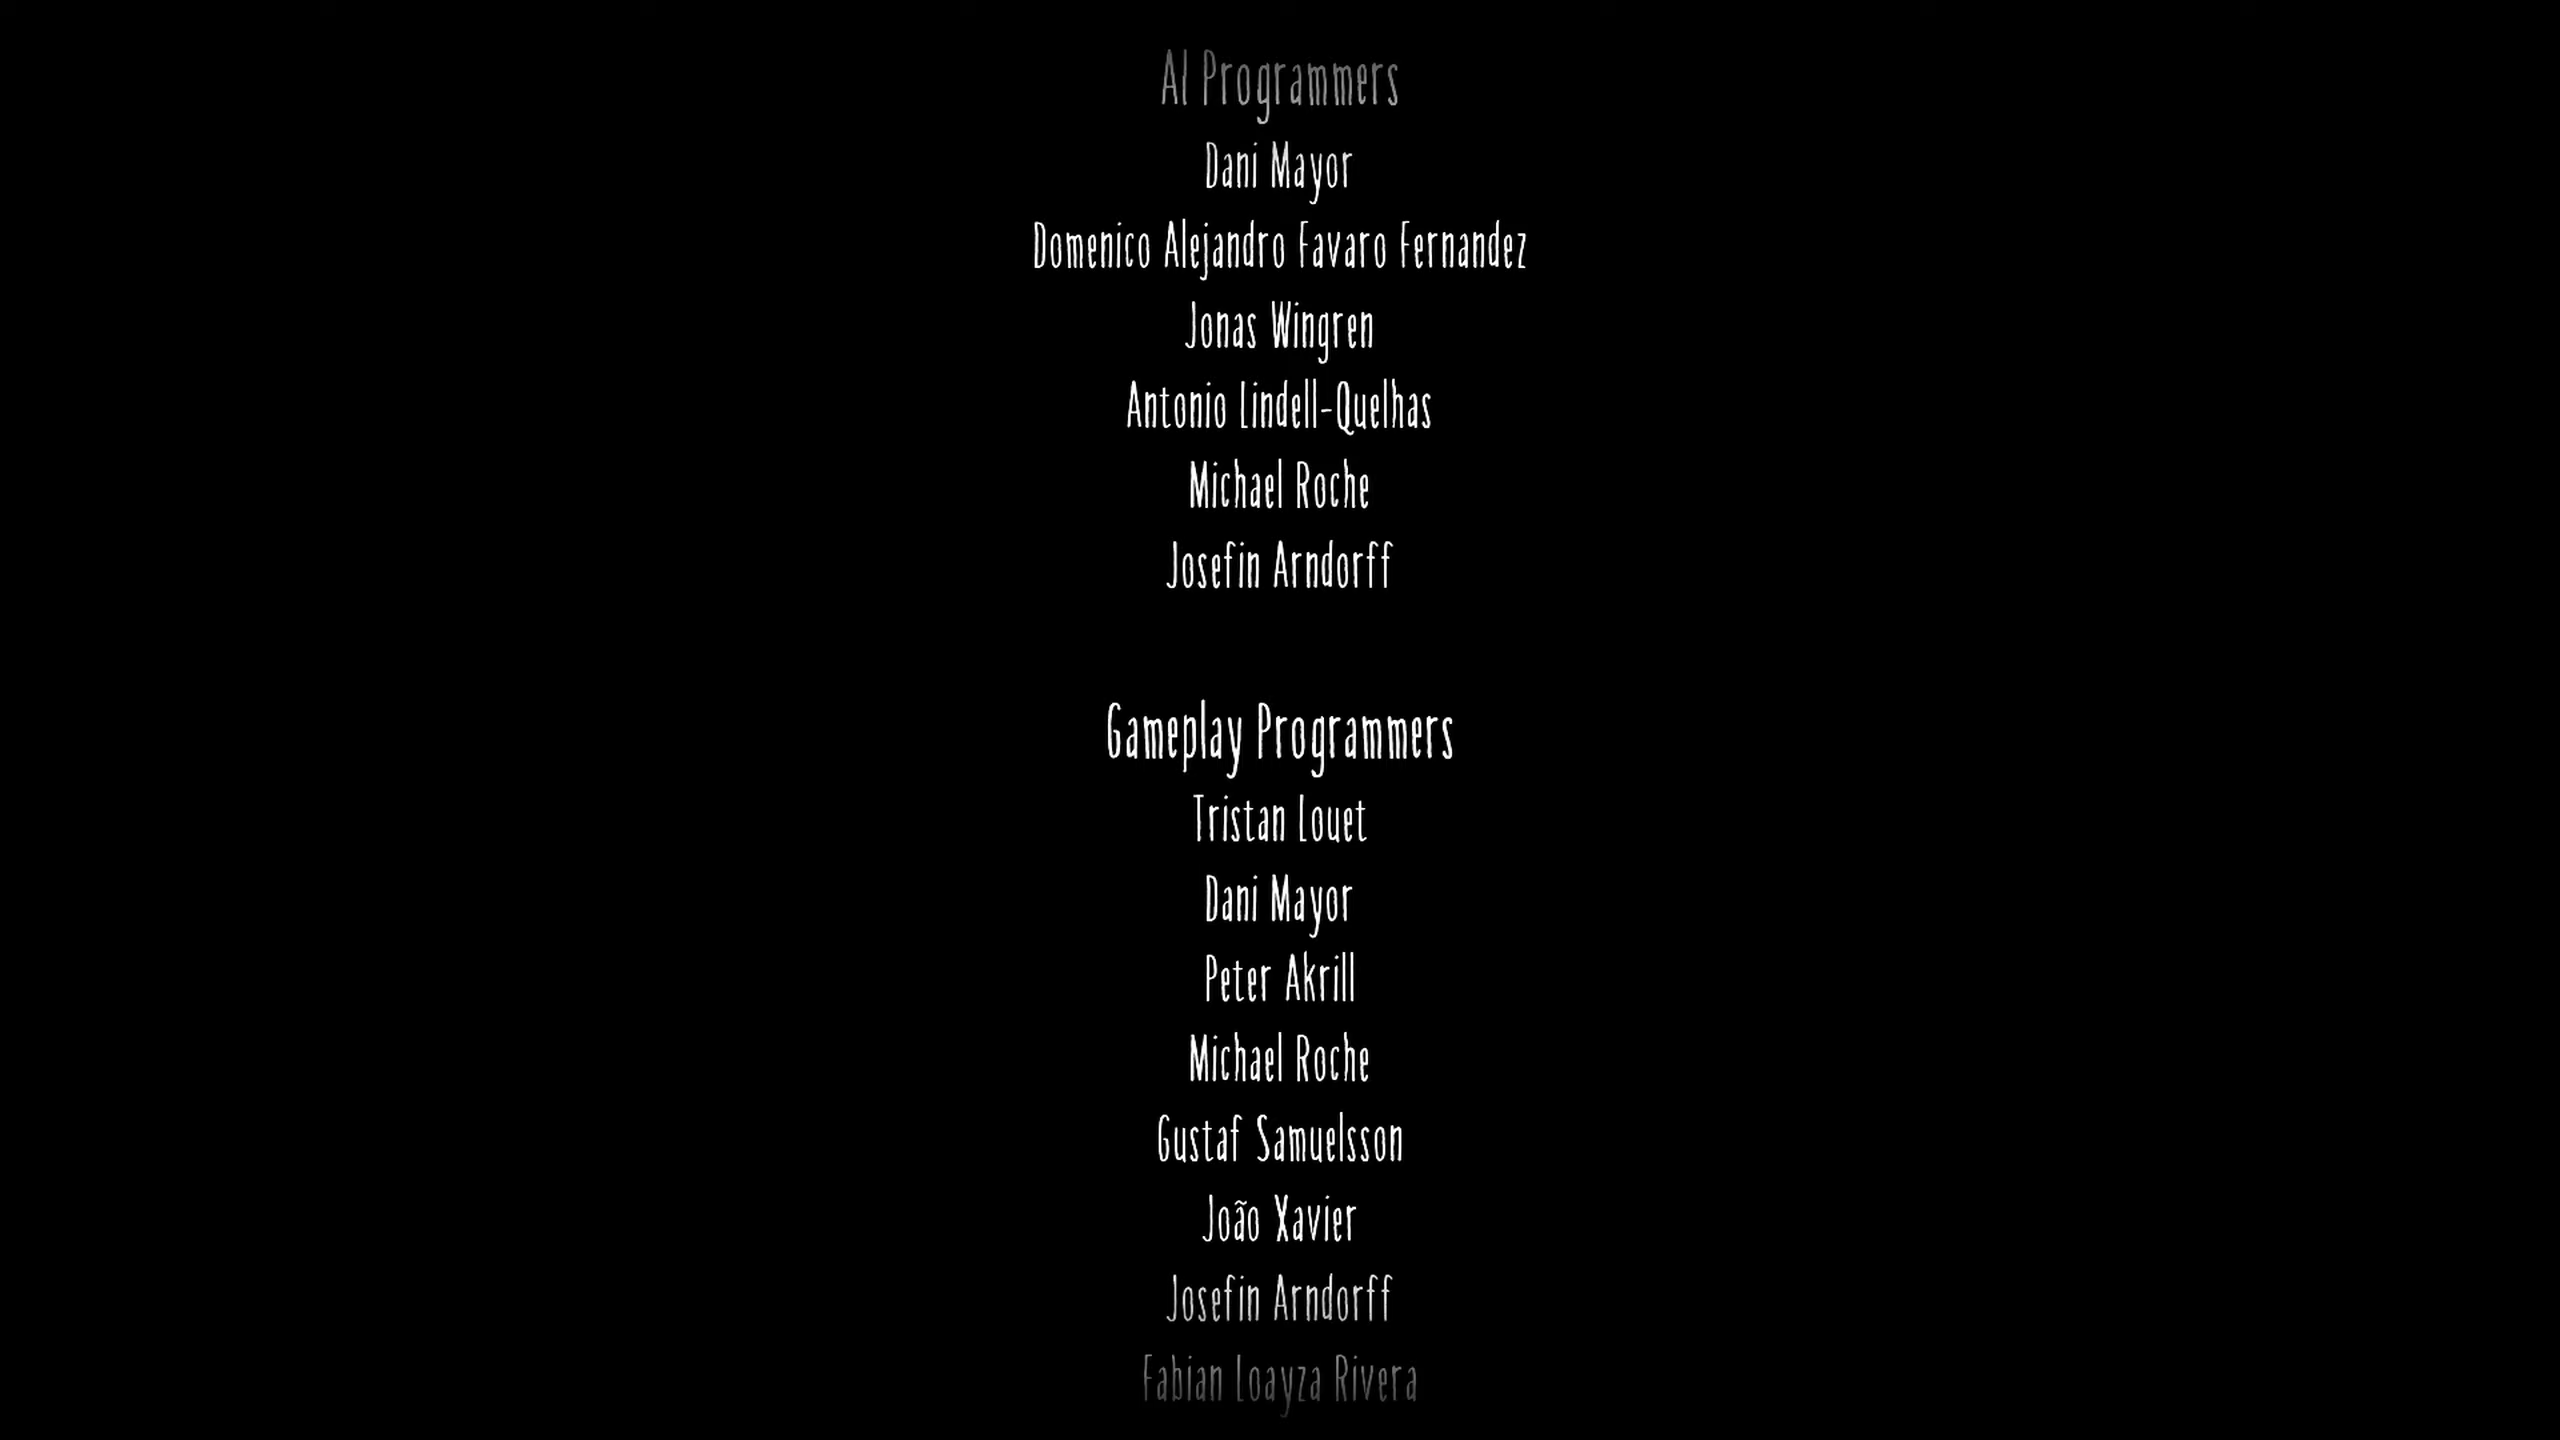 AI Programmers
Dani Mayor
Domenico Alejandro Favaro Fernandez
Jonas Wingren
Antonio Lindell-Quelhas
Michael Roche
Josefin Arndorff
Gameplay Programmers
Tristan Louet
Dani Mayor
Peter Akrill
Michael Roche
Gustaf Samuelsson
João Xavier
Josefin Arndorff
Fabian Loayza Rivera